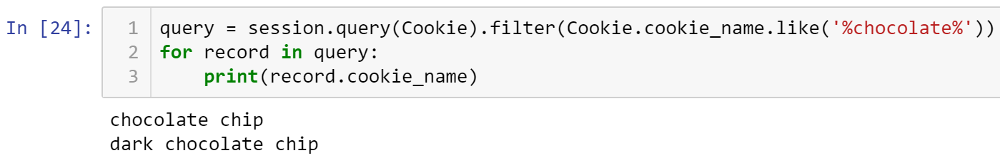 In [24]: 1 query = session.query(Cookie).filter(Cookie.cookie_name.like('%chocolate%'))
2 for record in query:
3     print(record.cookie_name)
chocolate chip
dark chocolate chip